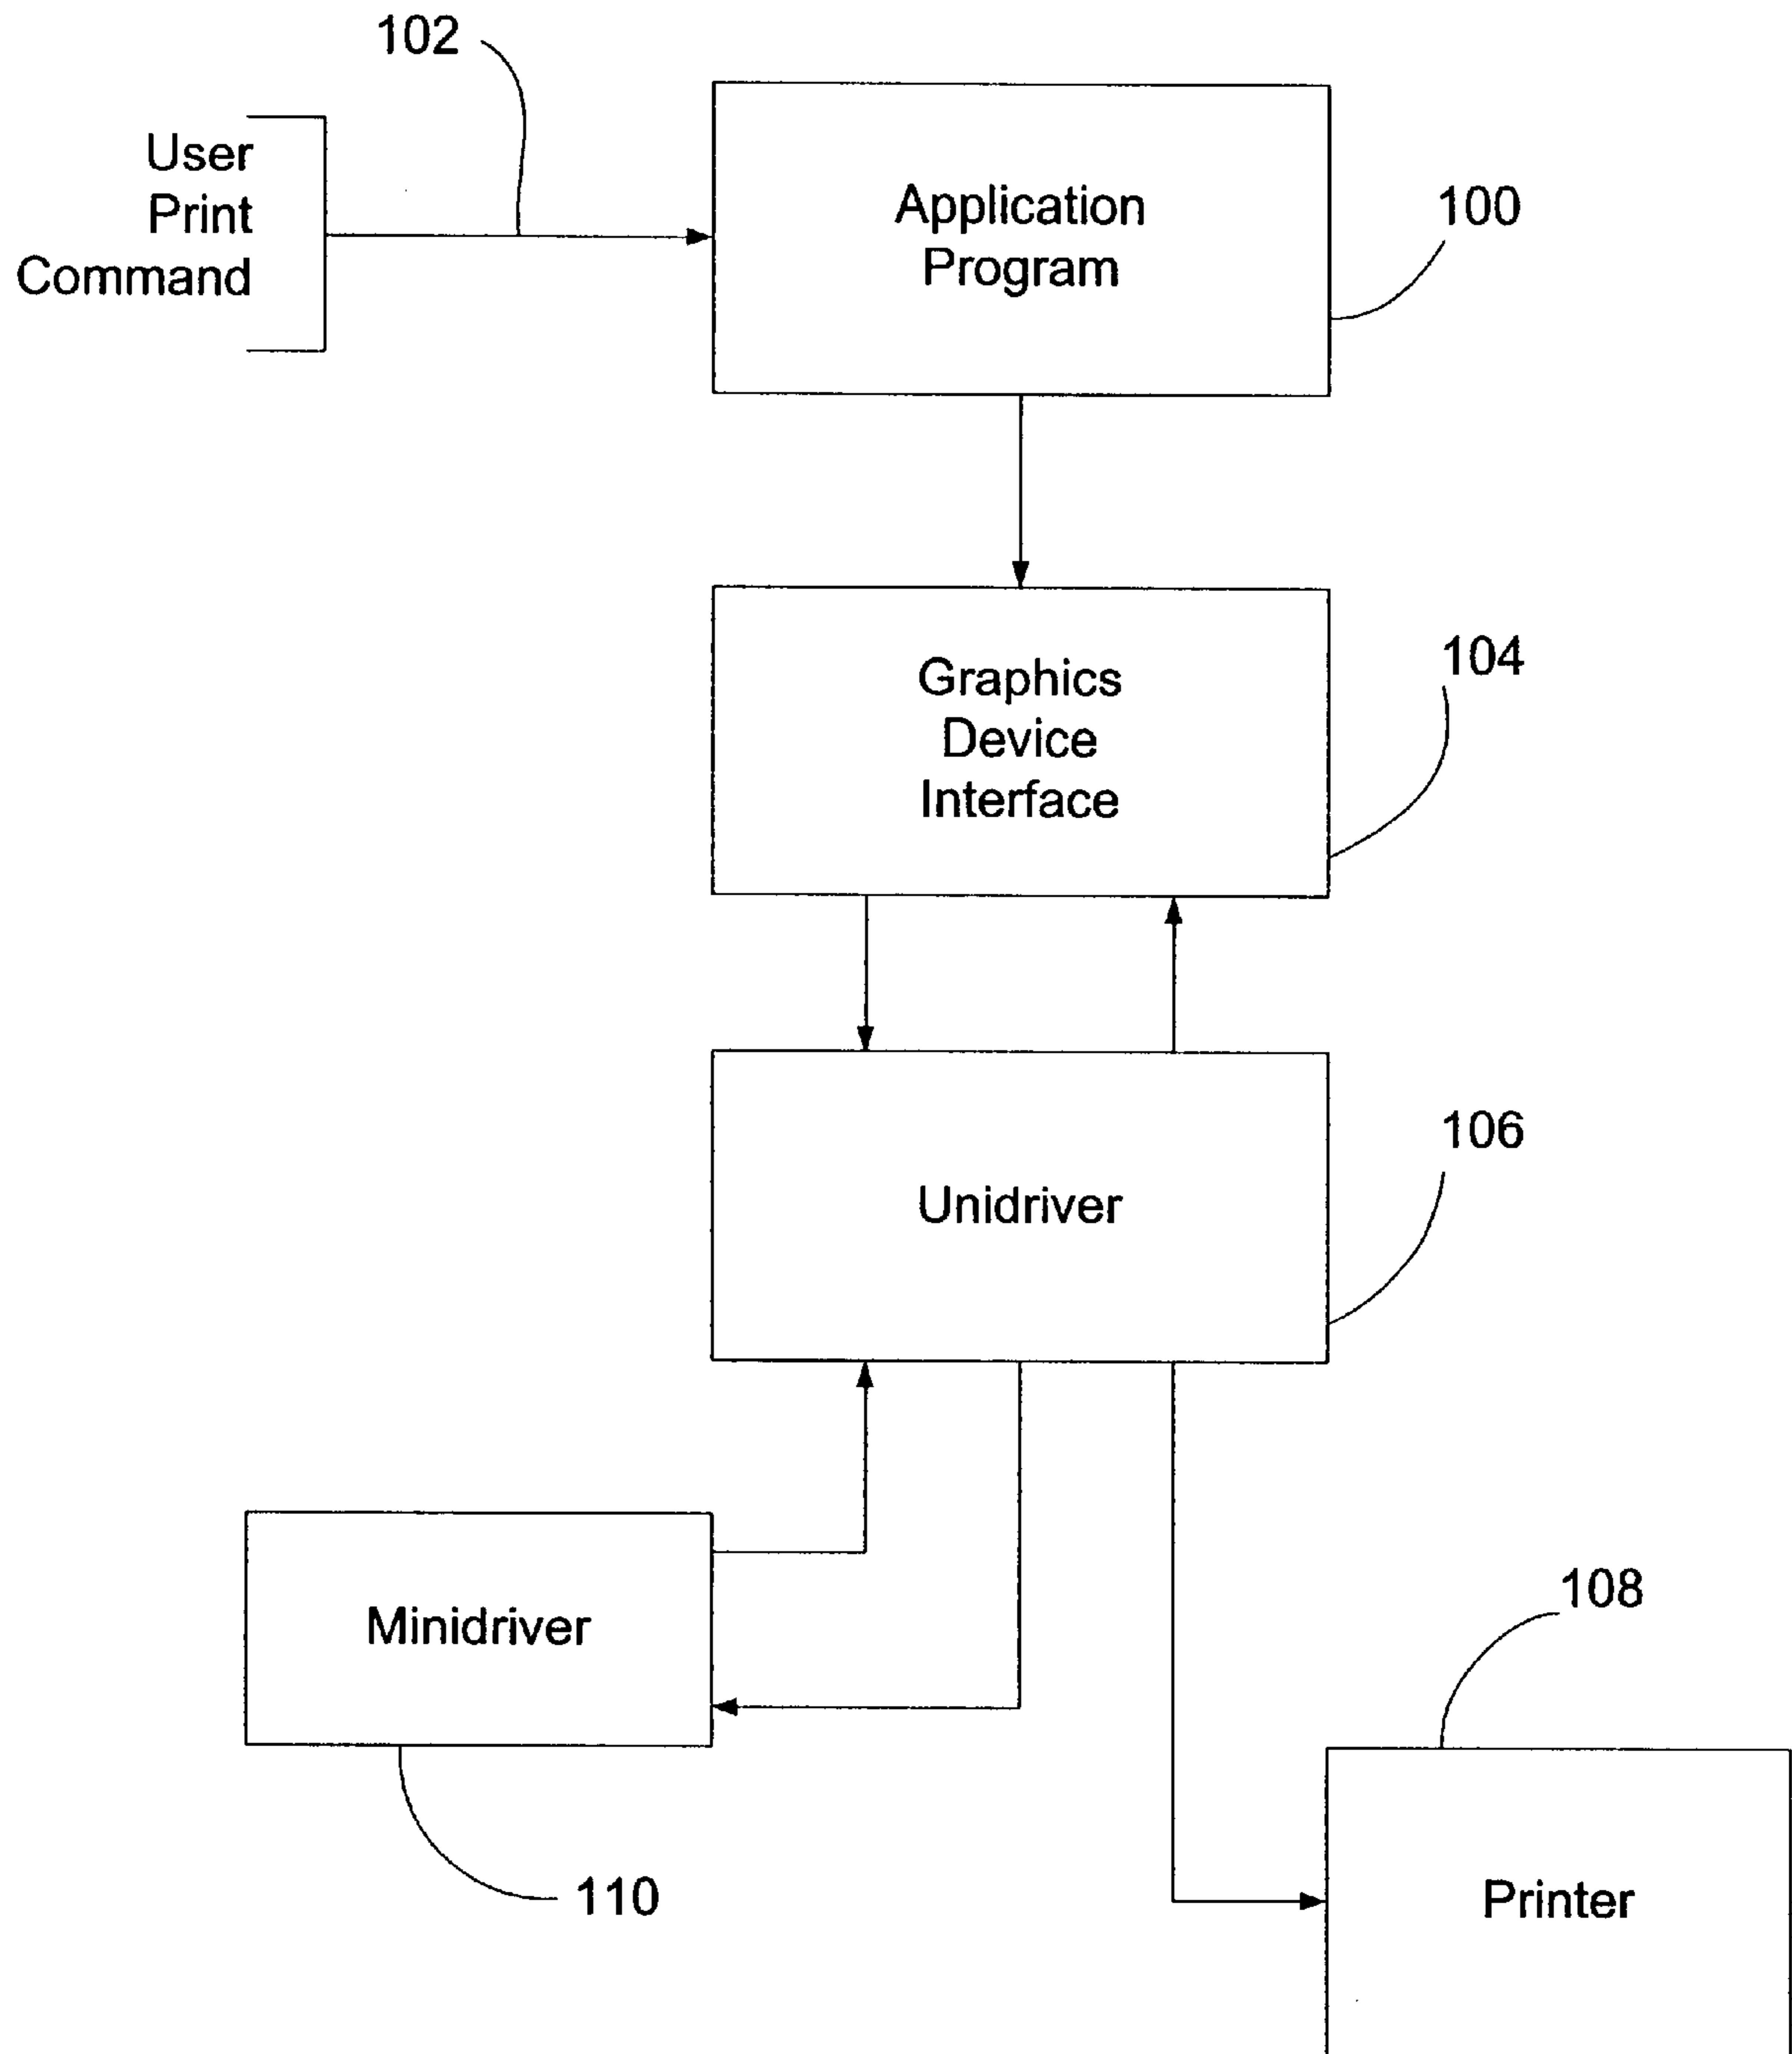 102
User
Print
Command
Application
Program
100
Graphics
Device
Interface
104
Unidriver
106
Minidriver
110
108
Printer